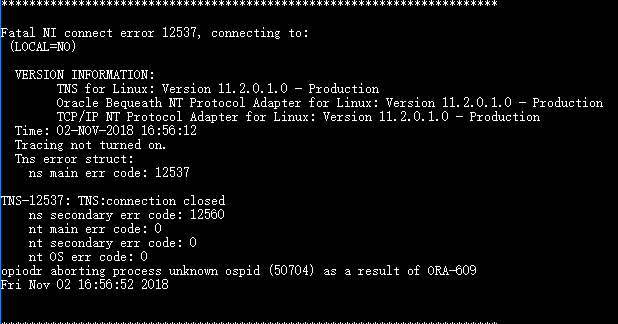 ***********************************************************************
Fatal NI connect error 12537, connecting to:
(LOCAL=NO)
VERSION INFORMATION:
TNS for Linux: Version 11.2.0.1.0 - Production
Oracle Bequeath NT Protocol Adapter for Linux: Version 11.2.0.1.0 - Production
TCP/IP NT Protocol Adapter for Linux: Version 11.2.0.1.0 - Production
Time: 02-NOV-2018 16:56:12
Tracing not turned on.
Tns error struct:
ns main err code: 12537
TNS-12537: TNS:connection closed
ns secondary err code: 12560
nt main err code: 0
nt secondary err code: 0
nt OS err code: 0
opiodr aborting process unknown ospid (50704) as a result of ORA-609
Fri Nov 02 16:56:52 2018
***********************************************************************